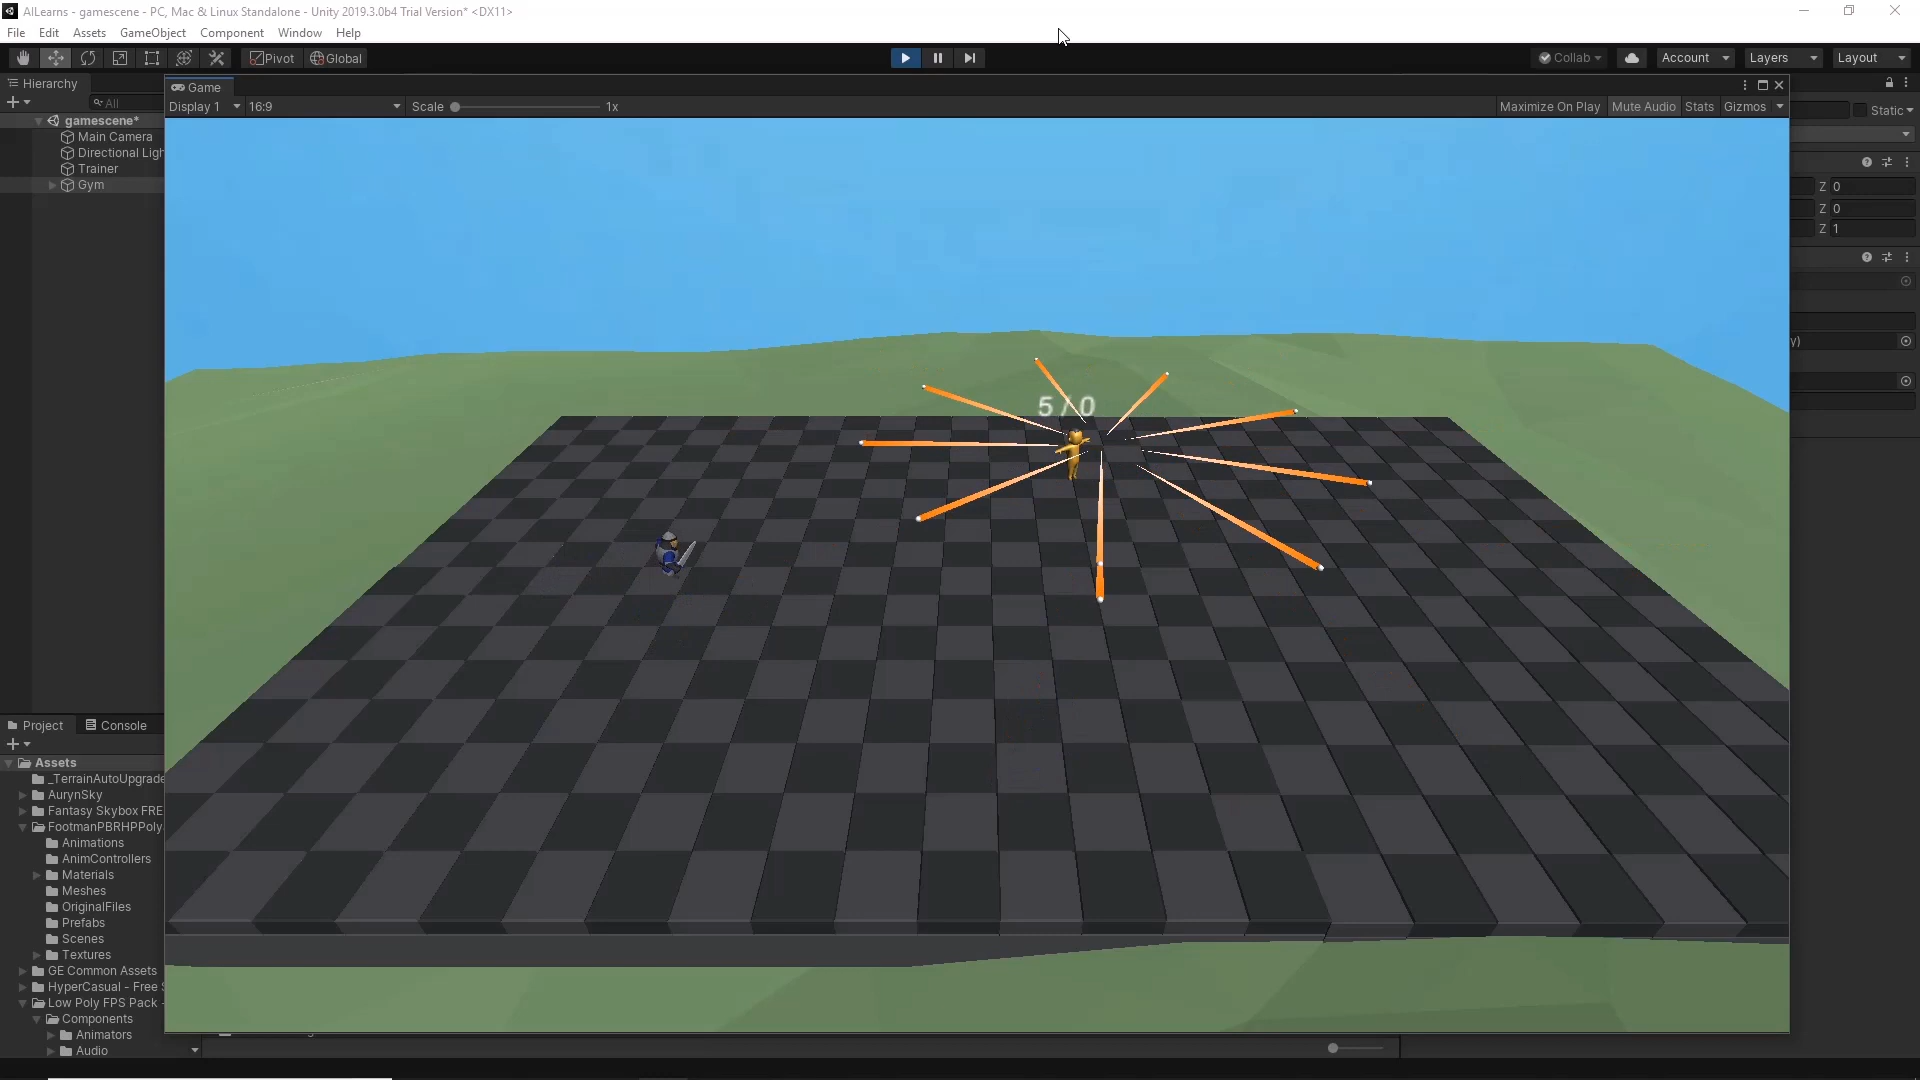 AILearns - gamescene - PC, Mac & Linux Standalone - Unity 2019.3.0b4 Trial Version* <DX11>
File Edit Assets GameObject Component Window Help
Pivot Global Collab Account Layers Layout
Hierarchy
Game
All
Display 1 16:9 Scale 1x Maximize On Play Mute Audio Stats Gizmos
Static
gamescene*
Main Camera
Directional Ligh
Trainer
Gym
Z 0
Z 0
Z 1
y)
5 / 0
Project Console
Assets
_TerrainAutoUpgrade
AurynSky
Fantasy Skybox FRE
FootmanPBRHPPoly
Animations
AnimControllers
Materials
Meshes
OriginalFiles
Prefabs
Scenes
Textures
GE Common Assets
HyperCasual - Free S
Low Poly FPS Pack -
Components
Animators
Audio